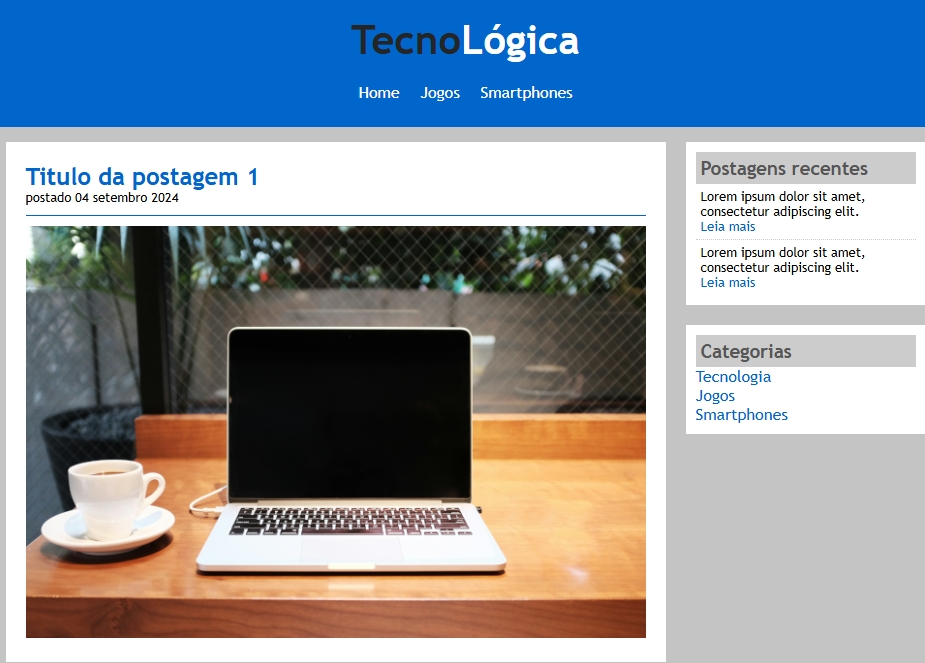 TecnoLógica
Home Jogos Smartphones
Titulo da postagem 1
postado 04 setembro 2024
Postagens recentes
Lorem ipsum dolor sit amet,
consectetur adipiscing elit.
Leia mais
Lorem ipsum dolor sit amet,
consectetur adipiscing elit.
Leia mais
Categorias
Tecnologia
Jogos
Smartphones